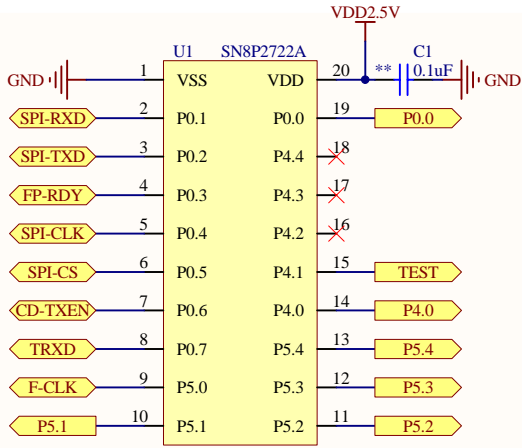 VDD2.5V
U1 SN8P2722A C1
GND 1 VSS VDD 20 ** 0.1uF GND
SPI-RXD 2 P0.1 P0.0 19 P0.0
SPI-TXD 3 P0.2 P4.4 18
FP-RDY 4 P0.3 P4.3 17
SPI-CLK 5 P0.4 P4.2 16
SPI-CS 6 P0.5 P4.1 15 TEST
CD-TXEN 7 P0.6 P4.0 14 P4.0
TRXD 8 P0.7 P5.4 13 P5.4
F-CLK 9 P5.0 P5.3 12 P5.3
P5.1 10 P5.1 P5.2 11 P5.2